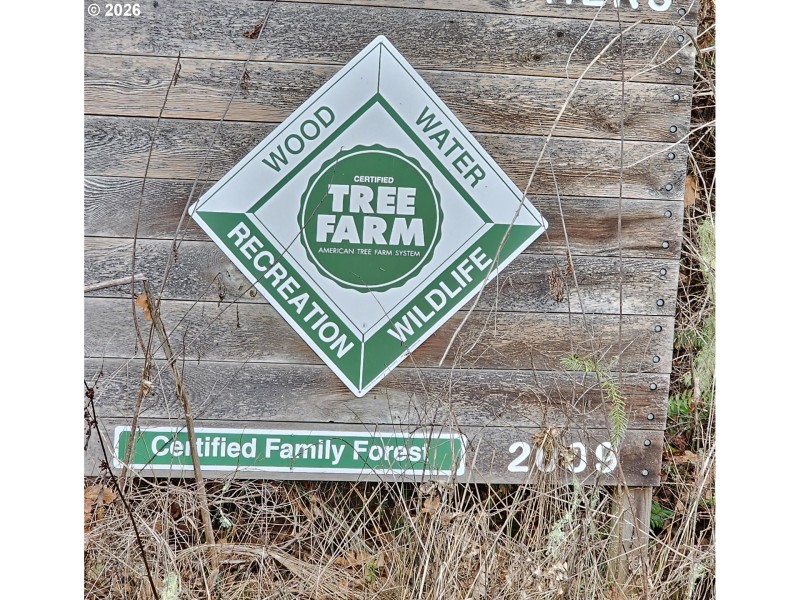 © 2026
WOOD
WATER
CERTIFIED
TREE
FARM
AMERICAN TREE FARM SYSTEM
RECREATION
WILDLIFE
Certified Family Forest
2009